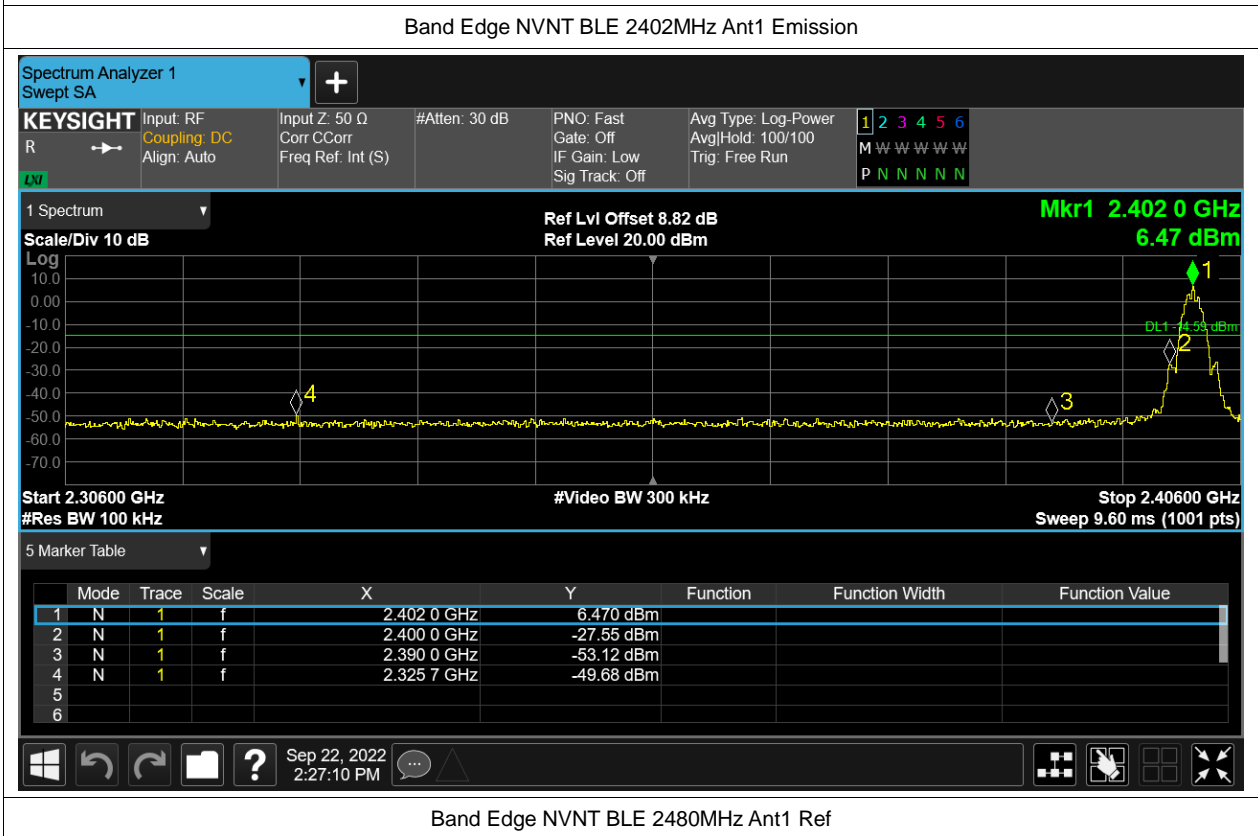 Band Edge NVNT BLE 2402MHz Ant1 Emission
Spectrum Analyzer 1
Swept SA
KEYSIGHT
R
LXI
Input: RF
Coupling: DC
Align: Auto
Input Z: 50 Ω
Corr CCorr
Freq Ref: Int (S)
#Atten: 30 dB
PNO: Fast
Gate: Off
IF Gain: Low
Sig Track: Off
Avg Type: Log-Power
Avg|Hold: 100/100
Trig: Free Run
1 2 3 4 5 6
M W W W W W
P N N N N N
1 Spectrum
Scale/Div 10 dB
Ref Lvl Offset 8.82 dB
Ref Level 20.00 dBm
Mkr1 2.402 0 GHz
6.47 dBm
Log
10.0
0.00
-10.0
-20.0
-30.0
-40.0
-50.0
-60.0
-70.0
1
DL1 -14.59 dBm
2
4
3
Start 2.30600 GHz
#Video BW 300 kHz
Stop 2.40600 GHz
#Res BW 100 kHz
Sweep 9.60 ms (1001 pts)
5 Marker Table
Mode Trace Scale X Y Function Function Width Function Value
1 N 1 f 2.402 0 GHz 6.470 dBm
2 N 1 f 2.400 0 GHz -27.55 dBm
3 N 1 f 2.390 0 GHz -53.12 dBm
4 N 1 f 2.325 7 GHz -49.68 dBm
5
6
?
Sep 22, 2022
2:27:10 PM
Band Edge NVNT BLE 2480MHz Ant1 Ref